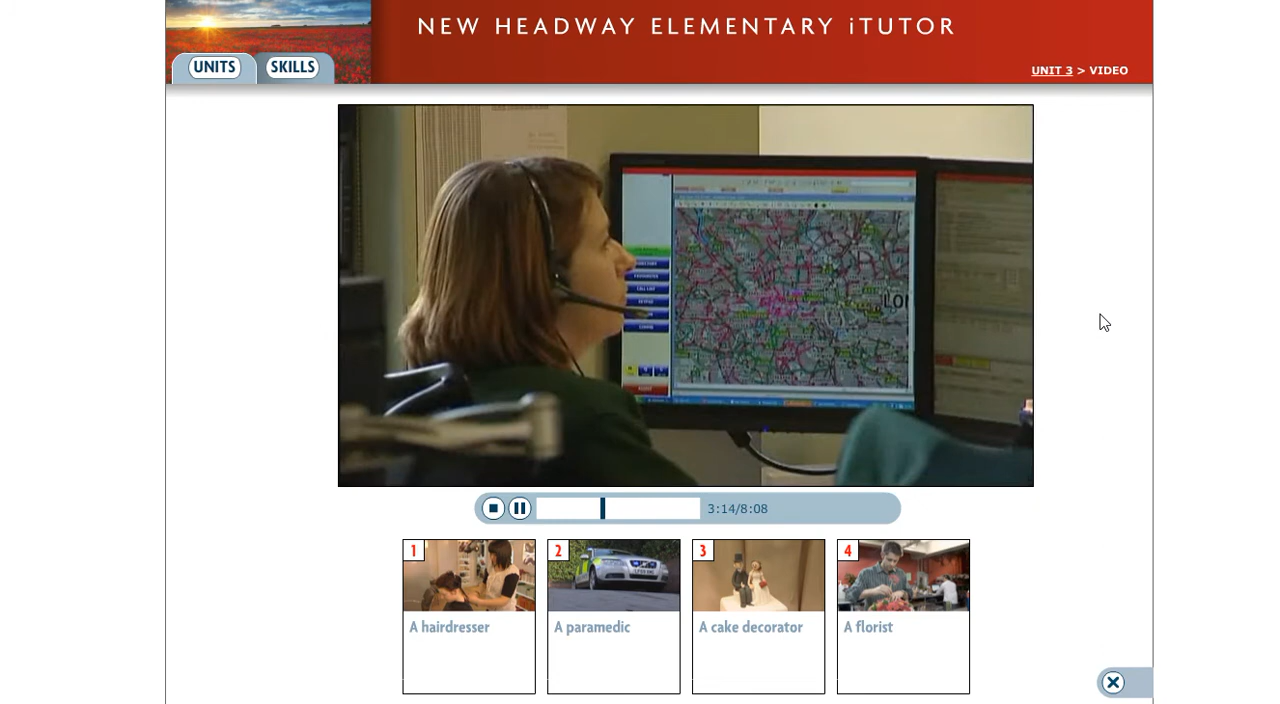 NEW HEADWAY ELEMENTARY iTUTOR
UNITS
SKILLS
UNIT 3 > VIDEO
3:14/8:08
1
2
3
4
A hairdresser
A paramedic
A cake decorator
A florist